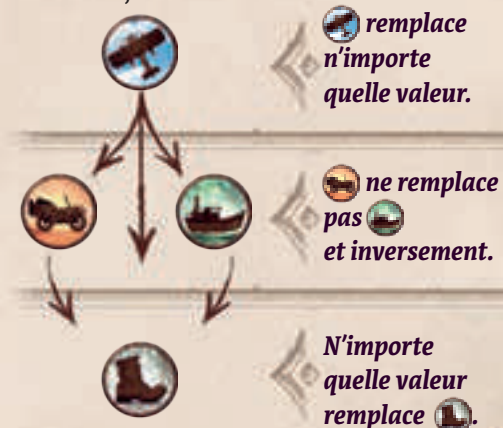 remplace
n'importe
quelle valeur.
ne remplace
pas
et inversement.
N'importe
quelle valeur
remplace .